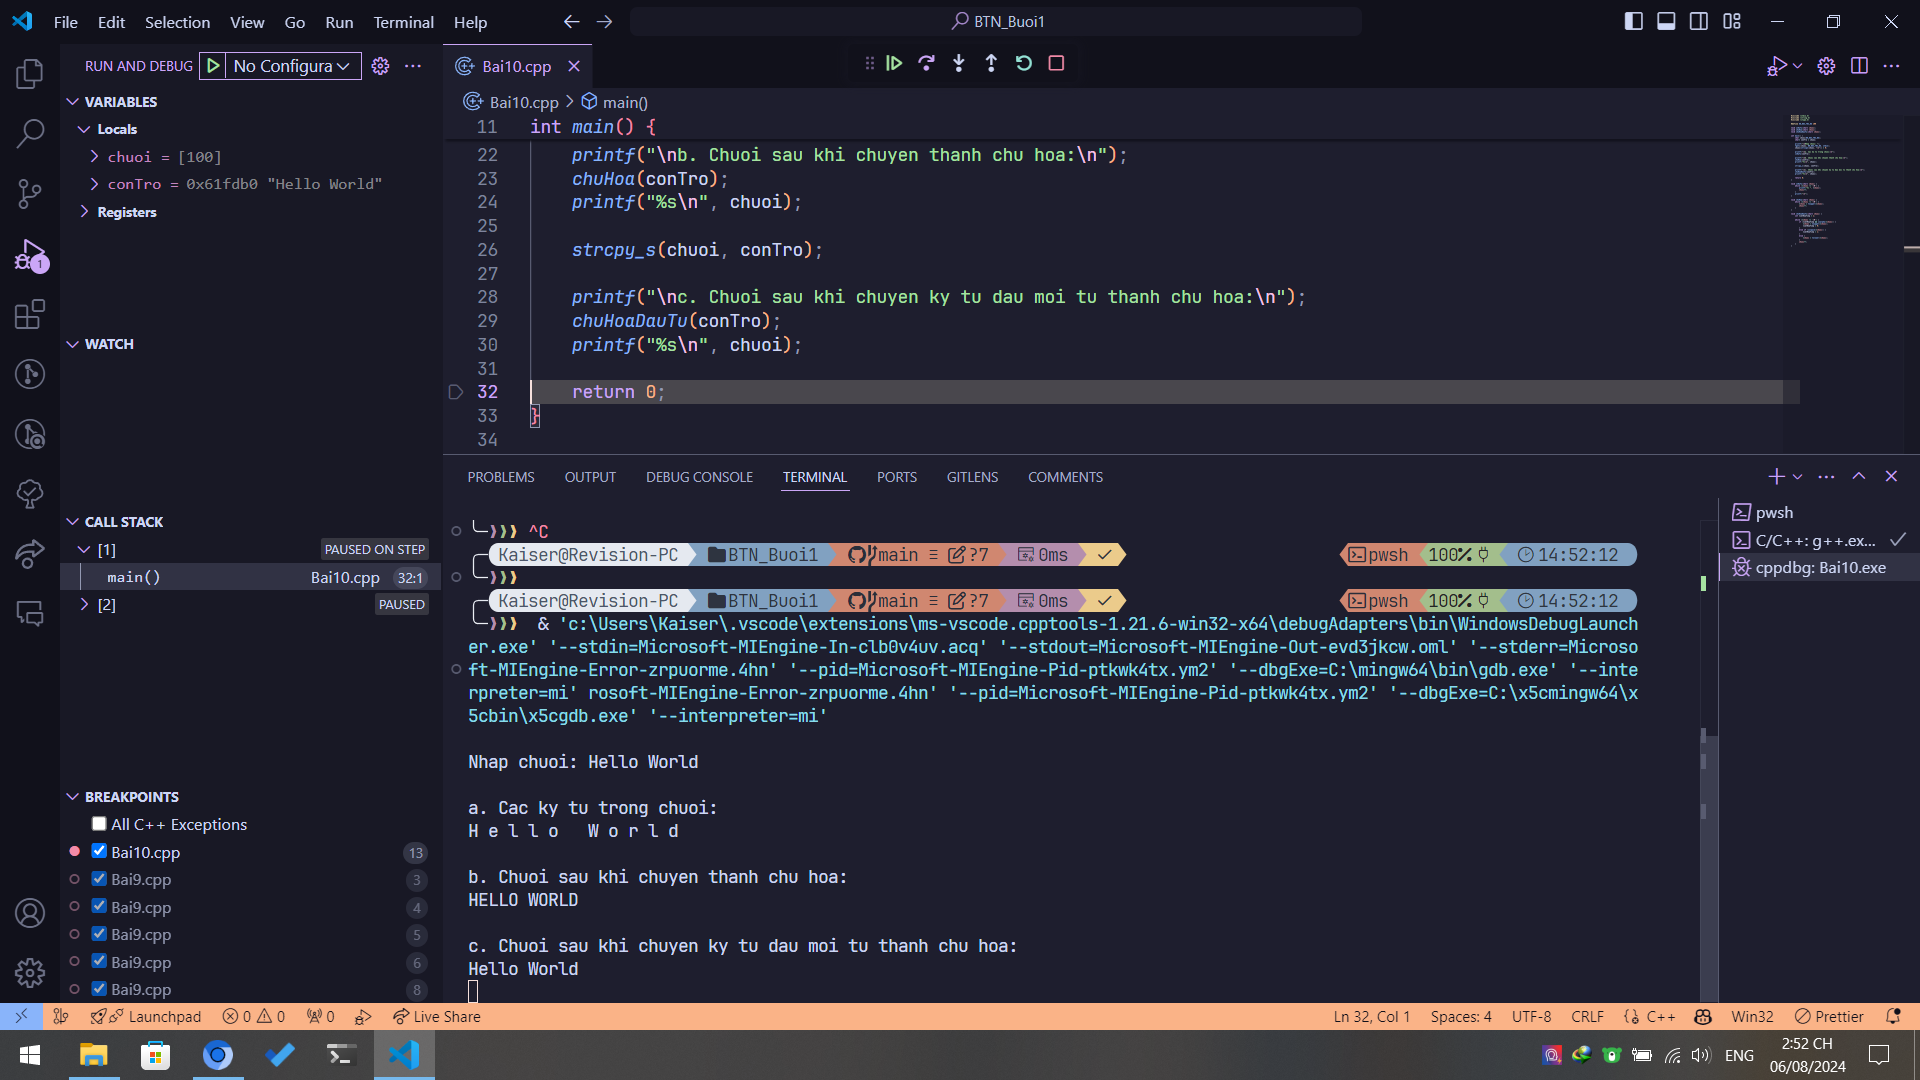 File Edit Selection View Go Run Terminal Help
BTN_Buoi1
RUN AND DEBUG No Configura
Bai10.cpp
VARIABLES
Locals
chuoi = [100]
conTro = 0x61fdb0 "Hello World"
Registers
WATCH
CALL STACK
[1] PAUSED ON STEP
main() Bai10.cpp 32:1
[2] PAUSED
BREAKPOINTS
All C++ Exceptions
Bai10.cpp 13
Bai9.cpp 3
Bai9.cpp 4
Bai9.cpp 5
Bai9.cpp 6
Bai9.cpp 8
1
Bai10.cpp > main()
11 int main() {
22 printf("\nb. Chuoi sau khi chuyen thanh chu hoa:\n");
23 chuHoa(conTro);
24 printf("%s\n", chuoi);
25
26 strcpy_s(chuoi, conTro);
27
28 printf("\nc. Chuoi sau khi chuyen ky tu dau moi tu thanh chu hoa:\n");
29 chuHoaDauTu(conTro);
30 printf("%s\n", chuoi);
31
32 return 0;
33 }
34
PROBLEMS OUTPUT DEBUG CONSOLE TERMINAL PORTS GITLENS COMMENTS
^C
Kaiser@Revision-PC BTN_Buoi1 main ≡ ?7 0ms pwsh 100% 14:52:12
Kaiser@Revision-PC BTN_Buoi1 main ≡ ?7 0ms pwsh 100% 14:52:12
& 'c:\Users\Kaiser\.vscode\extensions\ms-vscode.cpptools-1.21.6-win32-x64\debugAdapters\bin\WindowsDebugLaunch
er.exe' '--stdin=Microsoft-MIEngine-In-clb0v4uv.acq' '--stdout=Microsoft-MIEngine-Out-evd3jkcw.oml' '--stderr=Microso
ft-MIEngine-Error-zrpuorme.4hn' '--pid=Microsoft-MIEngine-Pid-ptkwk4tx.ym2' '--dbgExe=C:\mingw64\bin\gdb.exe' '--inte
rpreter=mi' rosoft-MIEngine-Error-zrpuorme.4hn' '--pid=Microsoft-MIEngine-Pid-ptkwk4tx.ym2' '--dbgExe=C:\x5cmingw64\x
5cbin\x5cgdb.exe' '--interpreter=mi'
Nhap chuoi: Hello World
a. Cac ky tu trong chuoi:
H e l l o   W o r l d
b. Chuoi sau khi chuyen thanh chu hoa:
HELLO WORLD
c. Chuoi sau khi chuyen ky tu dau moi tu thanh chu hoa:
Hello World
pwsh
C/C++: g++.ex...
cppdbg: Bai10.exe
Launchpad 0 0 0 Live Share Ln 32, Col 1 Spaces: 4 UTF-8 CRLF C++ Win32 Prettier
ENG 2:52 CH
06/08/2024